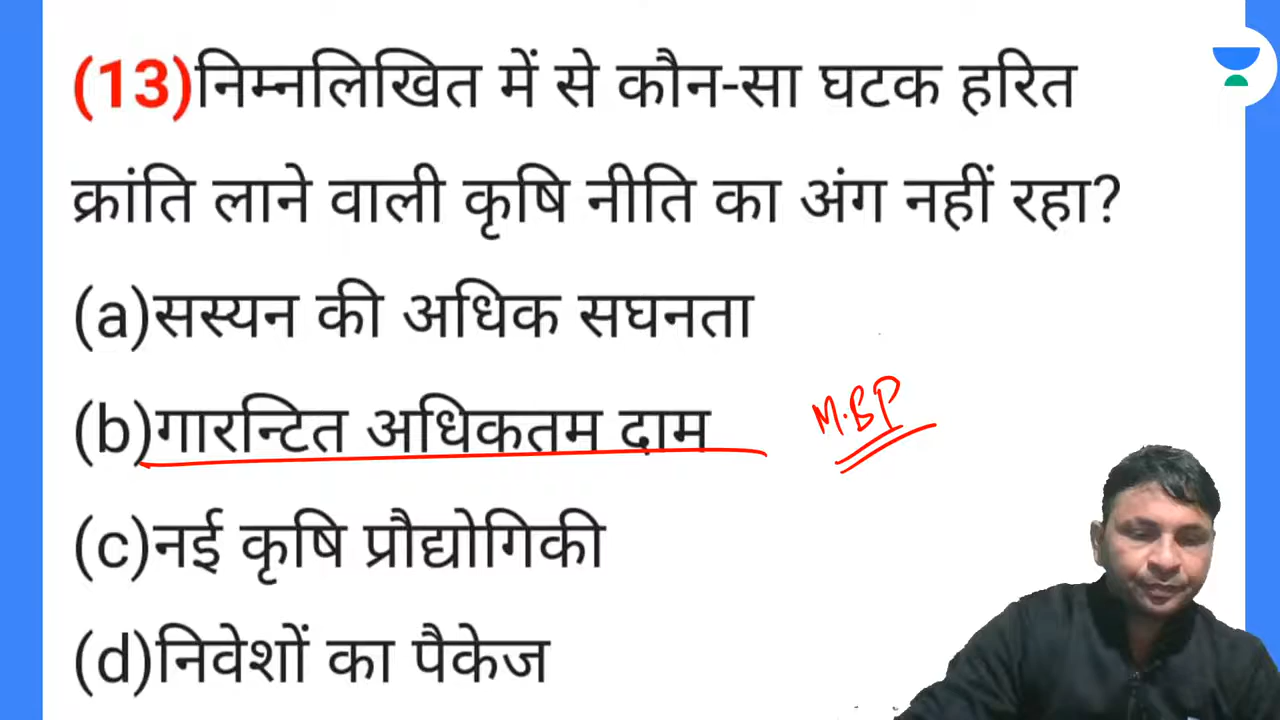 (13)निम्नलिखित में से कौन-सा घटक हरित
क्रांति लाने वाली कृषि नीति का अंग नहीं रहा?
(a)सस्यन की अधिक सघनता
(b)गारन्टित अधिकतम दाम
M.BP
(c)नई कृषि प्रौद्योगिकी
(d)निवेशों का पैकेज